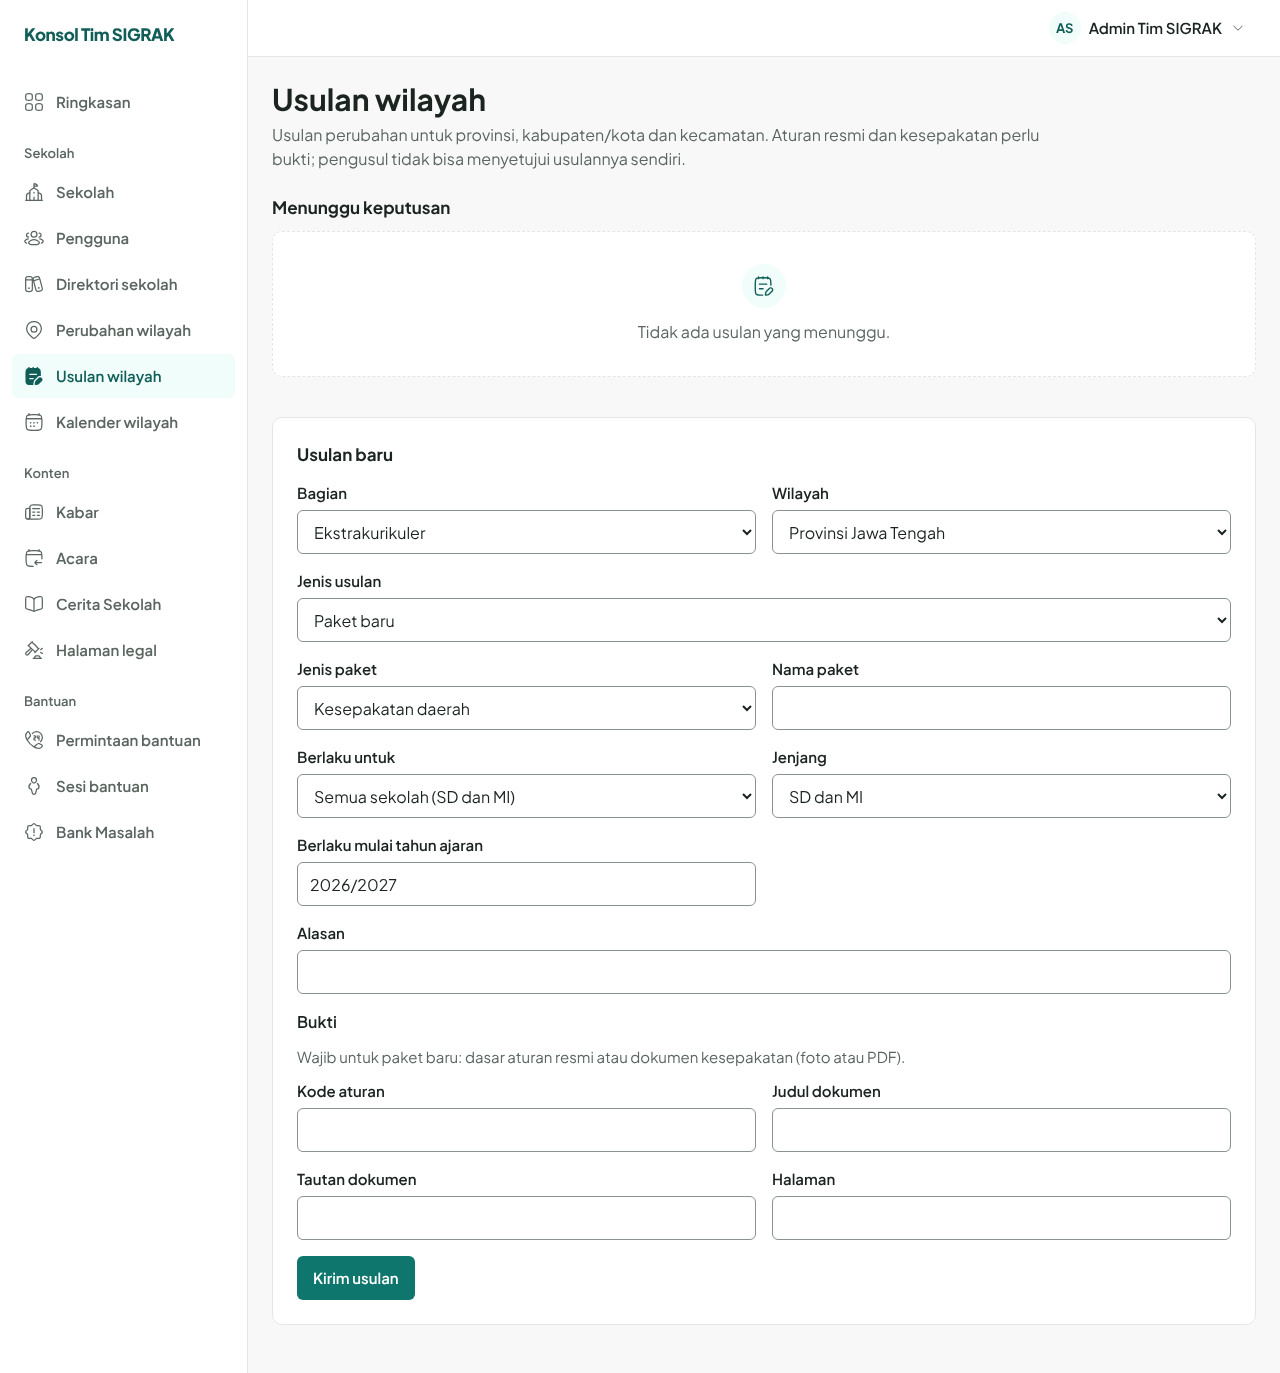 Konsol Tim SIGRAK
AS Admin Tim SIGRAK
Ringkasan
Sekolah
Sekolah
Pengguna
Direktori sekolah
Perubahan wilayah
Usulan wilayah
Kalender wilayah
Konten
Kabar
Acara
Cerita Sekolah
Halaman legal
Bantuan
Permintaan bantuan
Sesi bantuan
Bank Masalah
Usulan wilayah
Usulan perubahan untuk provinsi, kabupaten/kota dan kecamatan. Aturan resmi dan kesepakatan perlu
bukti; pengusul tidak bisa menyetujui usulannya sendiri.
Menunggu keputusan
Tidak ada usulan yang menunggu.
Usulan baru
Bagian
Ekstrakurikuler
Wilayah
Provinsi Jawa Tengah
Jenis usulan
Paket baru
Jenis paket
Kesepakatan daerah
Nama paket
Berlaku untuk
Semua sekolah (SD dan MI)
Jenjang
SD dan MI
Berlaku mulai tahun ajaran
2026/2027
Alasan
Bukti
Wajib untuk paket baru: dasar aturan resmi atau dokumen kesepakatan (foto atau PDF).
Kode aturan
Judul dokumen
Tautan dokumen
Halaman
Kirim usulan